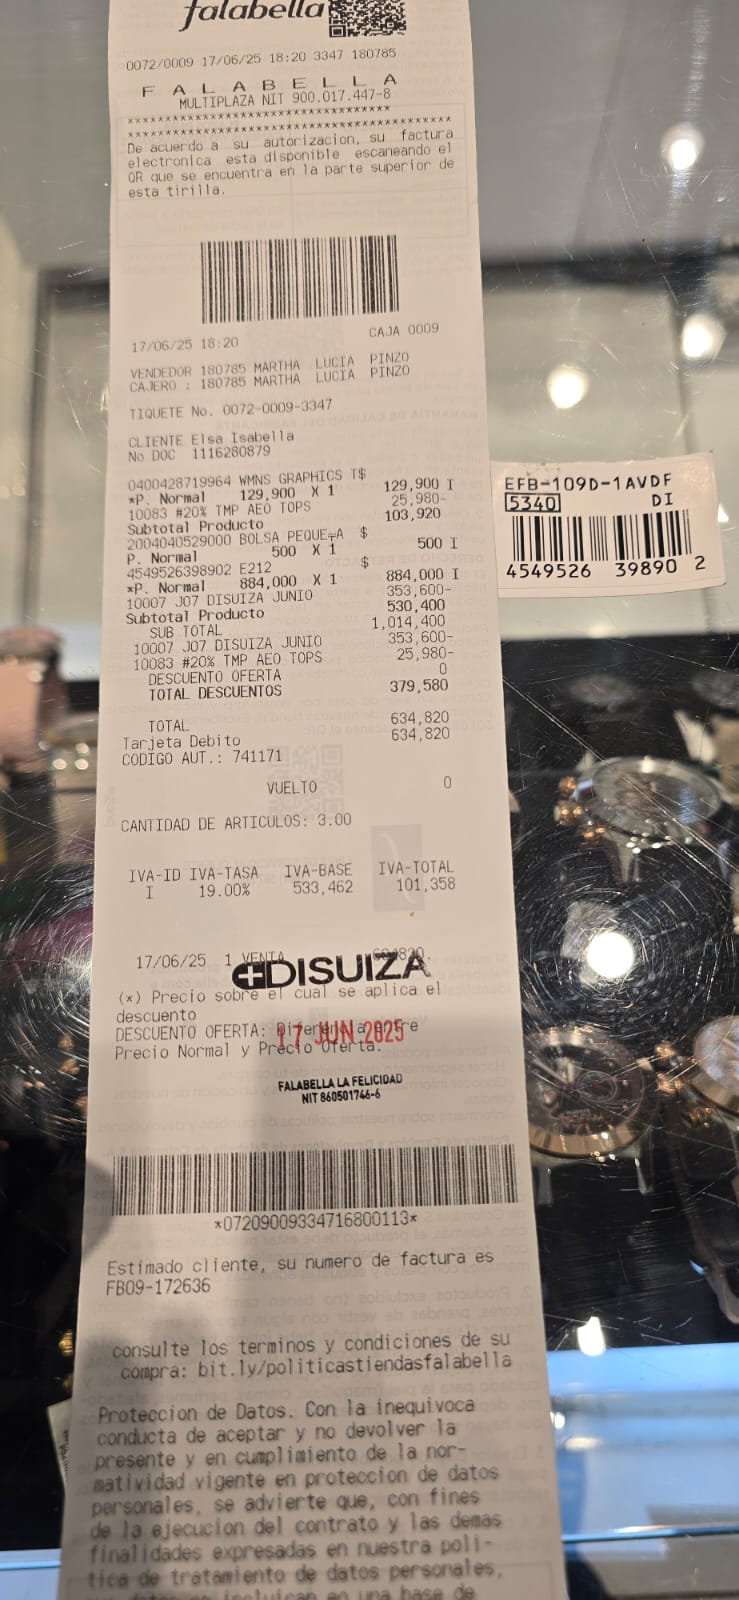 falabella
0072/0009 17/06/25 18:20 3347 180785
F A L A B E L L A
MULTIPLAZA NIT 900.017.447-8
De acuerdo a su autorizacion, su factura
electronica esta disponible escaneando el
QR que se encuentra en la parte superior de
esta tirilla.
17/06/25 18:20 CAJA 0009
VENDEDOR 180785 MARTHA LUCIA PINZO
CAJERO : 180785 MARTHA LUCIA PINZO
TIQUETE No. 0072-0009-3347
CLIENTE Elsa Isabella
No DOC 1116280879
0400428719964 WMNS GRAPHICS T$
*P. Normal 129,900 X 1 129,900 I
10083 #20% TMP AEO TOPS 25,980-
Subtotal Producto 103,920
2004040529000 BOLSA PEQUE¬A $
P. Normal 500 X 1 500 I
4549526398902 E212 $
*P. Normal 884,000 X 1 884,000 I
10007 J07 DISUIZA JUNIO 353,600-
Subtotal Producto 530,400
SUB TOTAL 1,014,400
10007 J07 DISUIZA JUNIO 353,600-
10083 #20% TMP AEO TOPS 25,980-
DESCUENTO OFERTA 0
TOTAL DESCUENTOS 379,580
TOTAL 634,820
Tarjeta Debito 634,820
CODIGO AUT.: 741171
VUELTO 0
CANTIDAD DE ARTICULOS: 3.00
IVA-ID IVA-TASA IVA-BASE IVA-TOTAL
I 19.00% 533,462 101,358
17/06/25 1 VENTA
DISUIZA
(*) Precio sobre el cual se aplica el
descuento
DESCUENTO OFERTA: Diferencia entre
17 JUN 2025
Precio Normal y Precio Oferta.
FALABELLA LA FELICIDAD
NIT 860501746-6
*07209009334716800113*
Estimado cliente, su numero de factura es
FB09-172636
consulte los terminos y condiciones de su
compra: bit.ly/politicastiendasfalabella
Proteccion de Datos. Con la inequivoca
conducta de aceptar y no devolver la
presente y en cumplimiento de la nor-
matividad vigente en proteccion de datos
personales, se advierte que, con fines
de la ejecucion del contrato y las demas
finalidades expresadas en nuestra poli-
tica de tratamiento de datos personales,
EFB-109D-1AVDF
5340 DI
4549526 39890 2